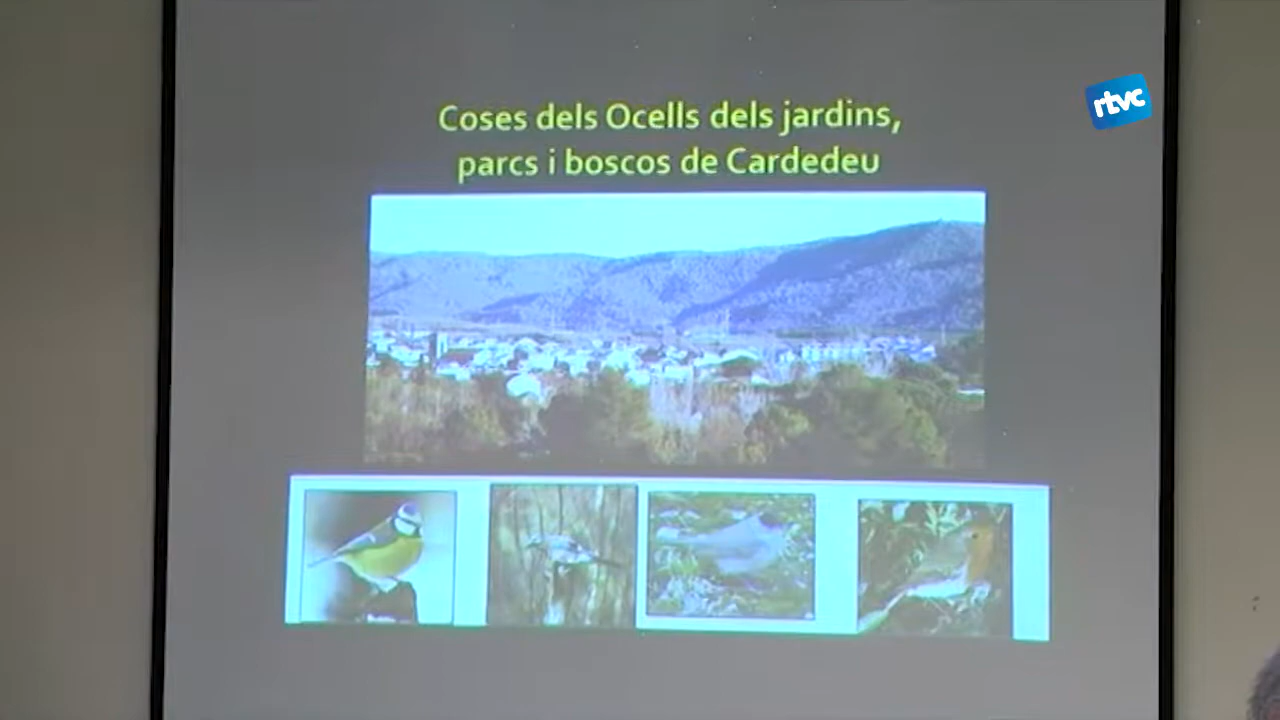 Coses dels Ocells dels jardins,
parcs i boscos de Cardedeu
rtvc